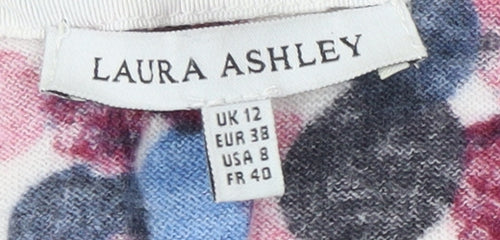 LAURA ASHLEY
UK 12
EUR 38
USA 8
FR 40